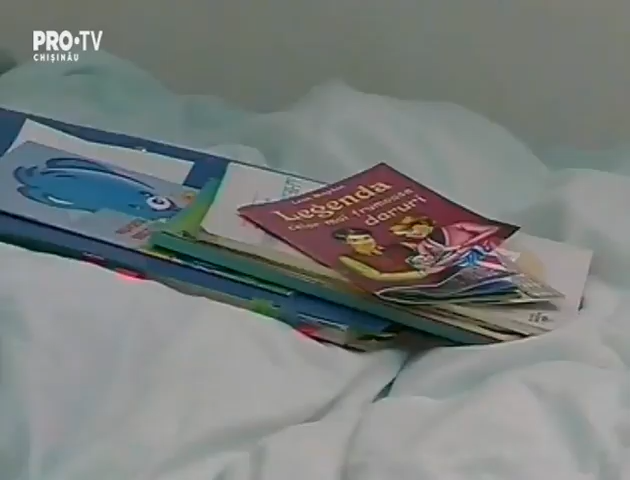 PRO•TV
CHIȘINĂU
Legenda
celor mai frumoase
daruri